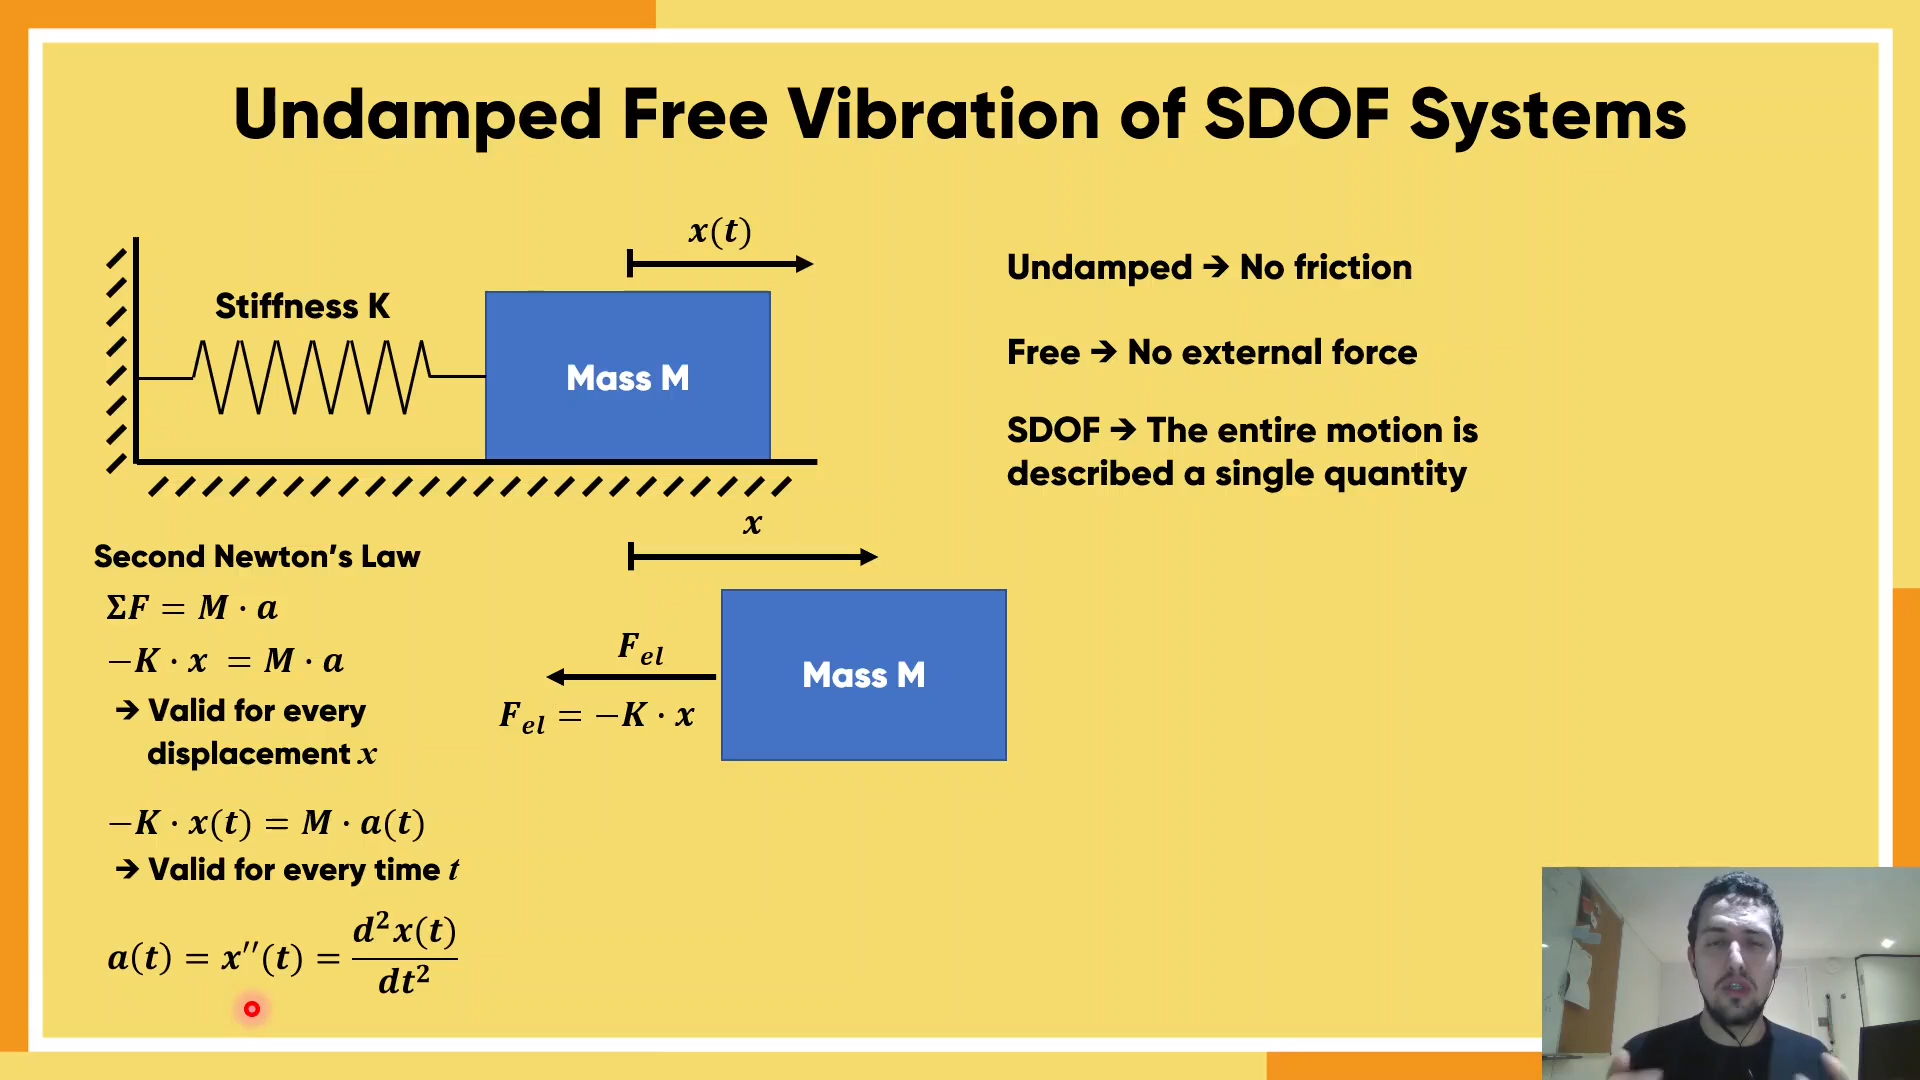 Undamped Free Vibration of SDOF Systems
x(t)
Stiffness K
Mass M
Undamped → No friction
Free → No external force
SDOF → The entire motion is
described a single quantity
Second Newton’s Law
ΣF = M · a
−K · x = M · a
→ Valid for every
displacement x
−K · x(t) = M · a(t)
→ Valid for every time t
a(t) = x′′(t) = d²x(t)/dt²
x
F_el
F_el = −K · x
Mass M